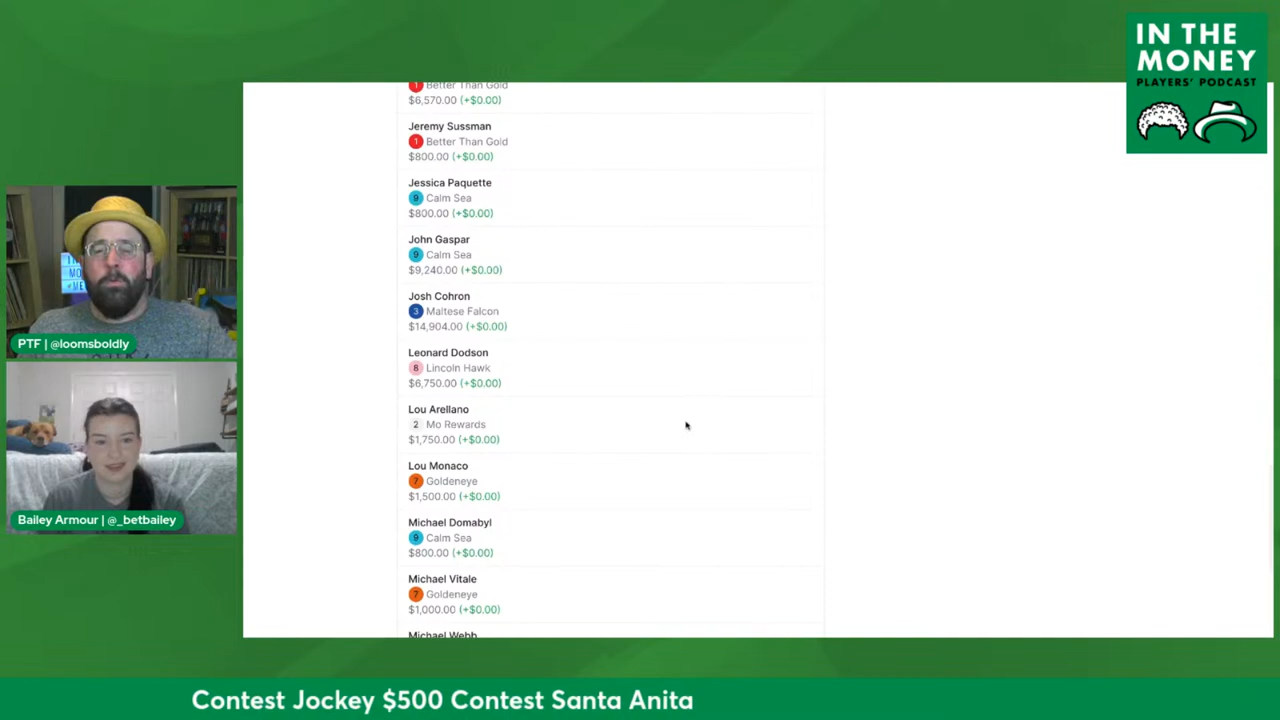 IN THE
MONEY
PLAYERS' PODCAST
1 Better Than Gold
$6,570.00 (+$0.00)
Jeremy Sussman
1 Better Than Gold
$800.00 (+$0.00)
Jessica Paquette
9 Calm Sea
$800.00 (+$0.00)
John Gaspar
9 Calm Sea
$9,240.00 (+$0.00)
Josh Cohron
3 Maltese Falcon
$14,904.00 (+$0.00)
Leonard Dodson
8 Lincoln Hawk
$6,750.00 (+$0.00)
Lou Arellano
2 Mo Rewards
$1,750.00 (+$0.00)
Lou Monaco
7 Goldeneye
$1,500.00 (+$0.00)
Michael Domabyl
9 Calm Sea
$800.00 (+$0.00)
Michael Vitale
7 Goldeneye
$1,000.00 (+$0.00)
Michael Webb
PTF | @loomsboldly
Bailey Armour | @_betbailey
Contest Jockey $500 Contest Santa Anita